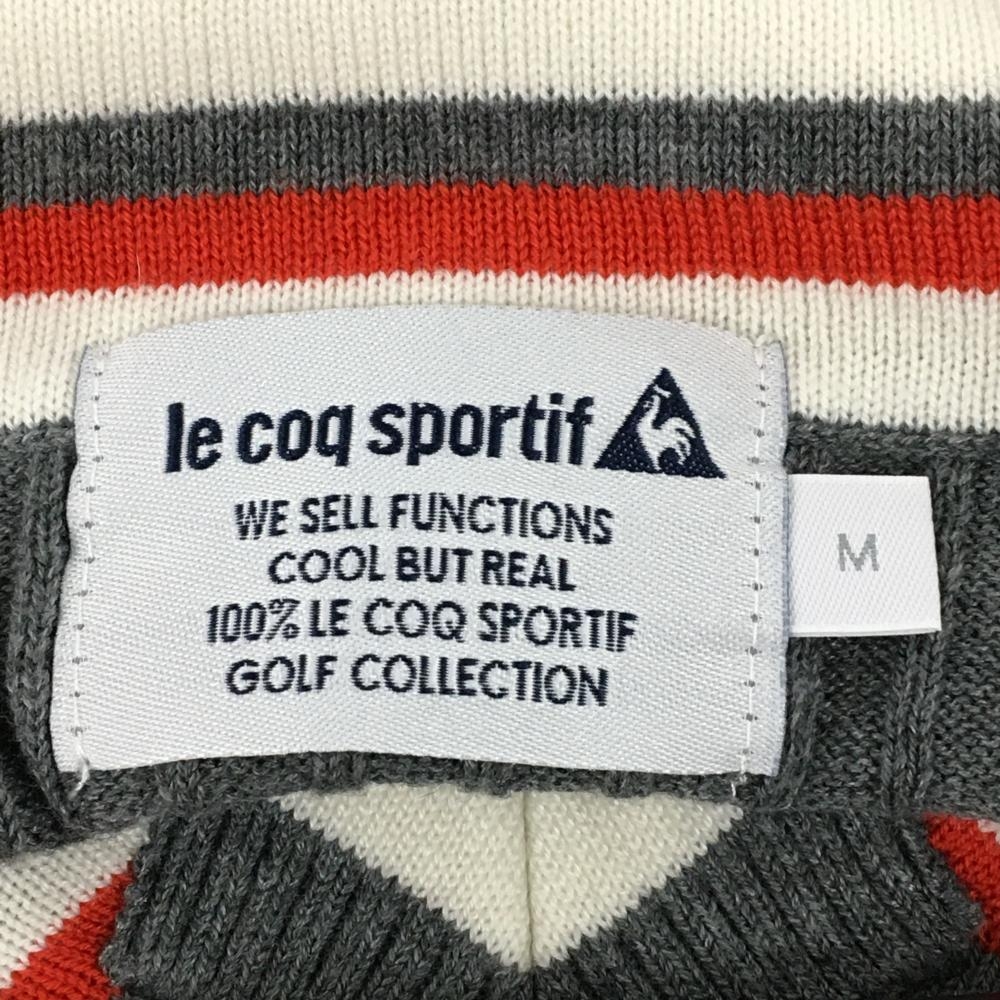 le coq sportif
WE SELL FUNCTIONS
COOL BUT REAL
100% LE COQ SPORTIF
GOLF COLLECTION
M